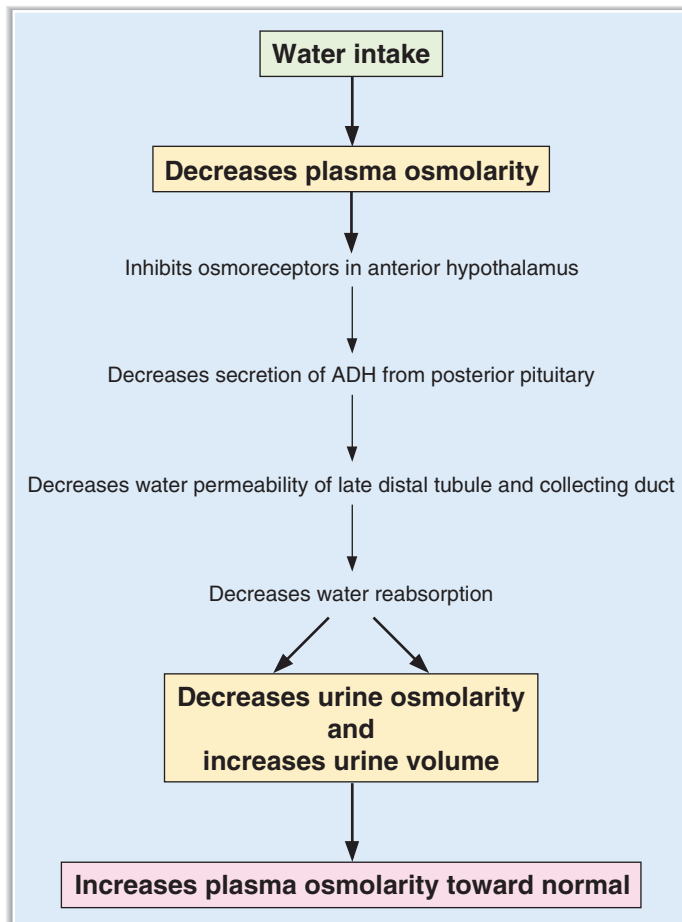 Water intake
Decreases plasma osmolarity
Inhibits osmoreceptors in anterior hypothalamus
Decreases secretion of ADH from posterior pituitary
Decreases water permeability of late distal tubule and collecting duct
Decreases water reabsorption
Decreases urine osmolarity
and
increases urine volume
Increases plasma osmolarity toward normal